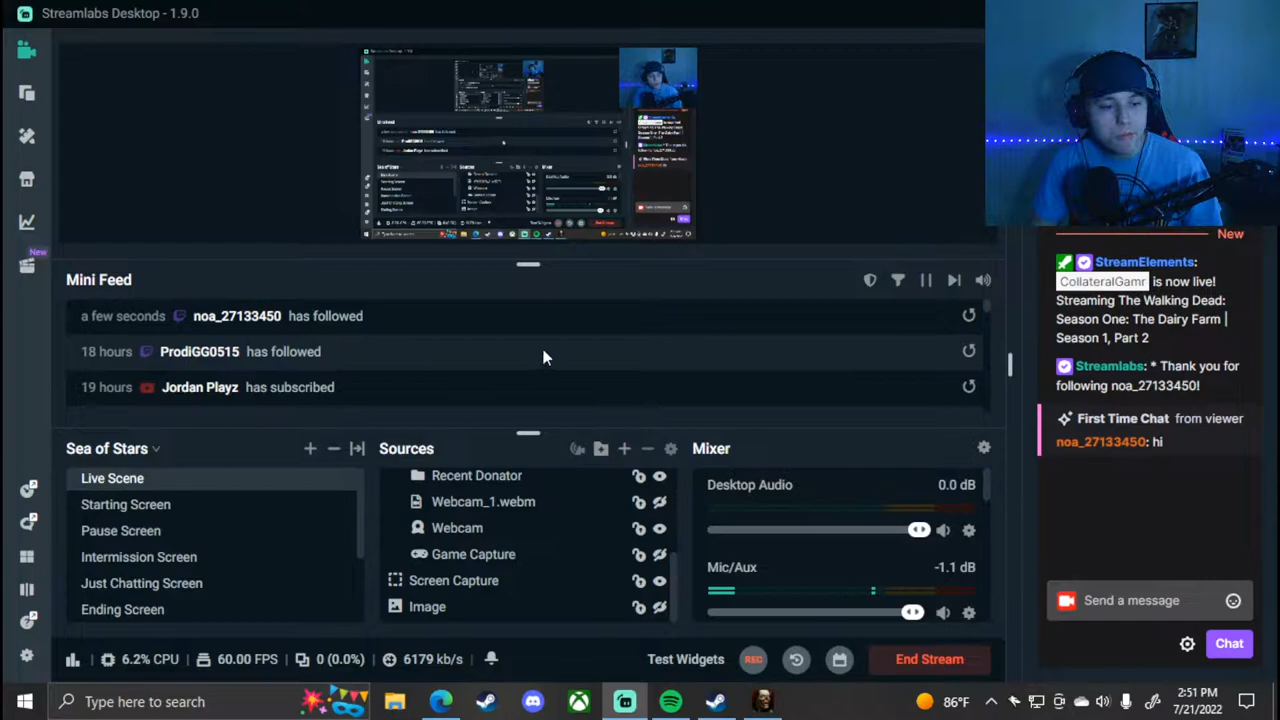 Streamlabs Desktop - 1.9.0
New
Mini Feed
a few seconds noa_27133450 has followed
18 hours ProdiGG0515 has followed
19 hours Jordan Playz has subscribed
Sea of Stars
Live Scene
Starting Screen
Pause Screen
Intermission Screen
Just Chatting Screen
Ending Screen
Sources
Recent Donator
Webcam_1.webm
Webcam
Game Capture
Screen Capture
Image
Mixer
Desktop Audio 0.0 dB
Mic/Aux -1.1 dB
6.2% CPU 60.00 FPS 0 (0.0%) 6179 kb/s
Test Widgets REC End Stream
New
StreamElements:
CollateralGamr is now live!
Streaming The Walking Dead:
Season One: The Dairy Farm |
Season 1, Part 2
Streamlabs: * Thank you for
following noa_27133450!
First Time Chat from viewer
noa_27133450: hi
Send a message
Chat
Type here to search
86°F
2:51 PM
7/21/2022